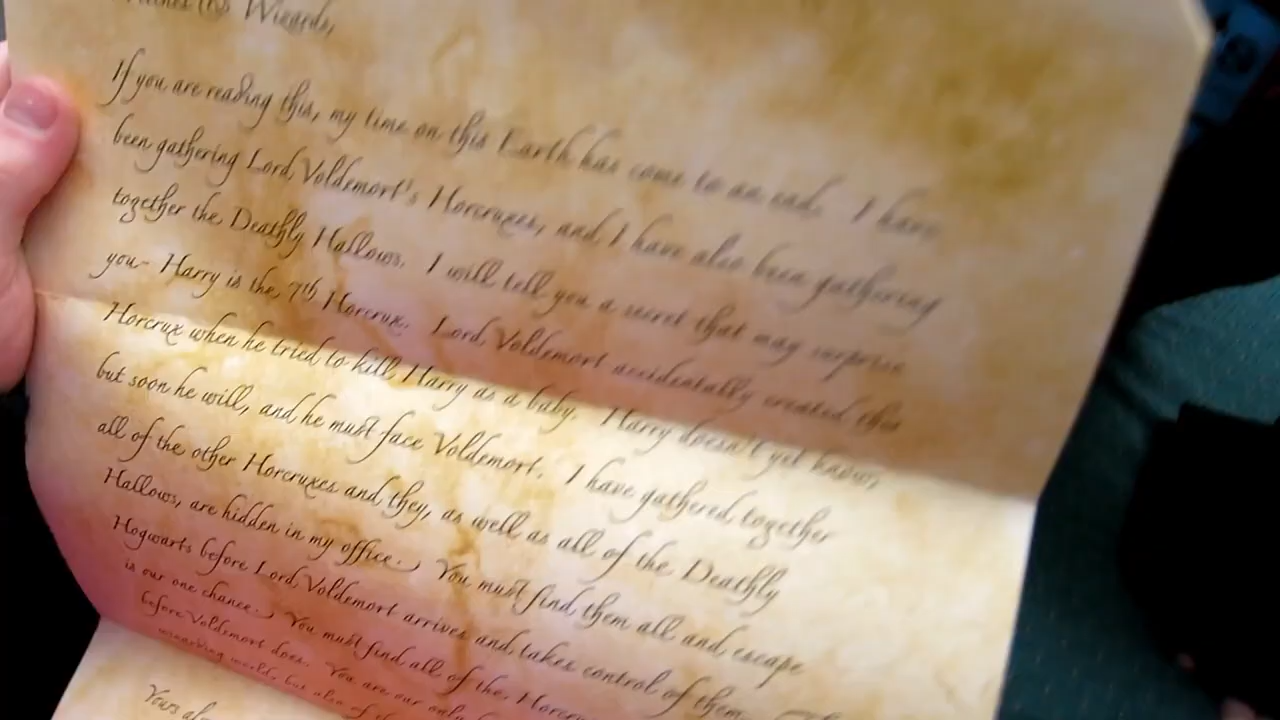 Wizards,
If you are reading this, my time on this Earth has come to an end. I have
been gathering Lord Voldemort's Horcruxes, and I have also been gathering
together the Deathly Hallows. I will tell you a secret that may surprise
you- Harry is the 7th Horcrux. Lord Voldemort accidentally created this
Horcrux when he tried to kill Harry as a baby. Harry doesn't yet know,
but soon he will, and he must face Voldemort. I have gathered together
all of the other Horcruxes and they, as well as all of the Deathly
Hallows, are hidden in my office. You must find them all and escape
Hogwarts before Lord Voldemort arrives and takes control of them.
is our one chance. You must find all of the
before Voldemort does. You are our only
world, but also of the
Yours